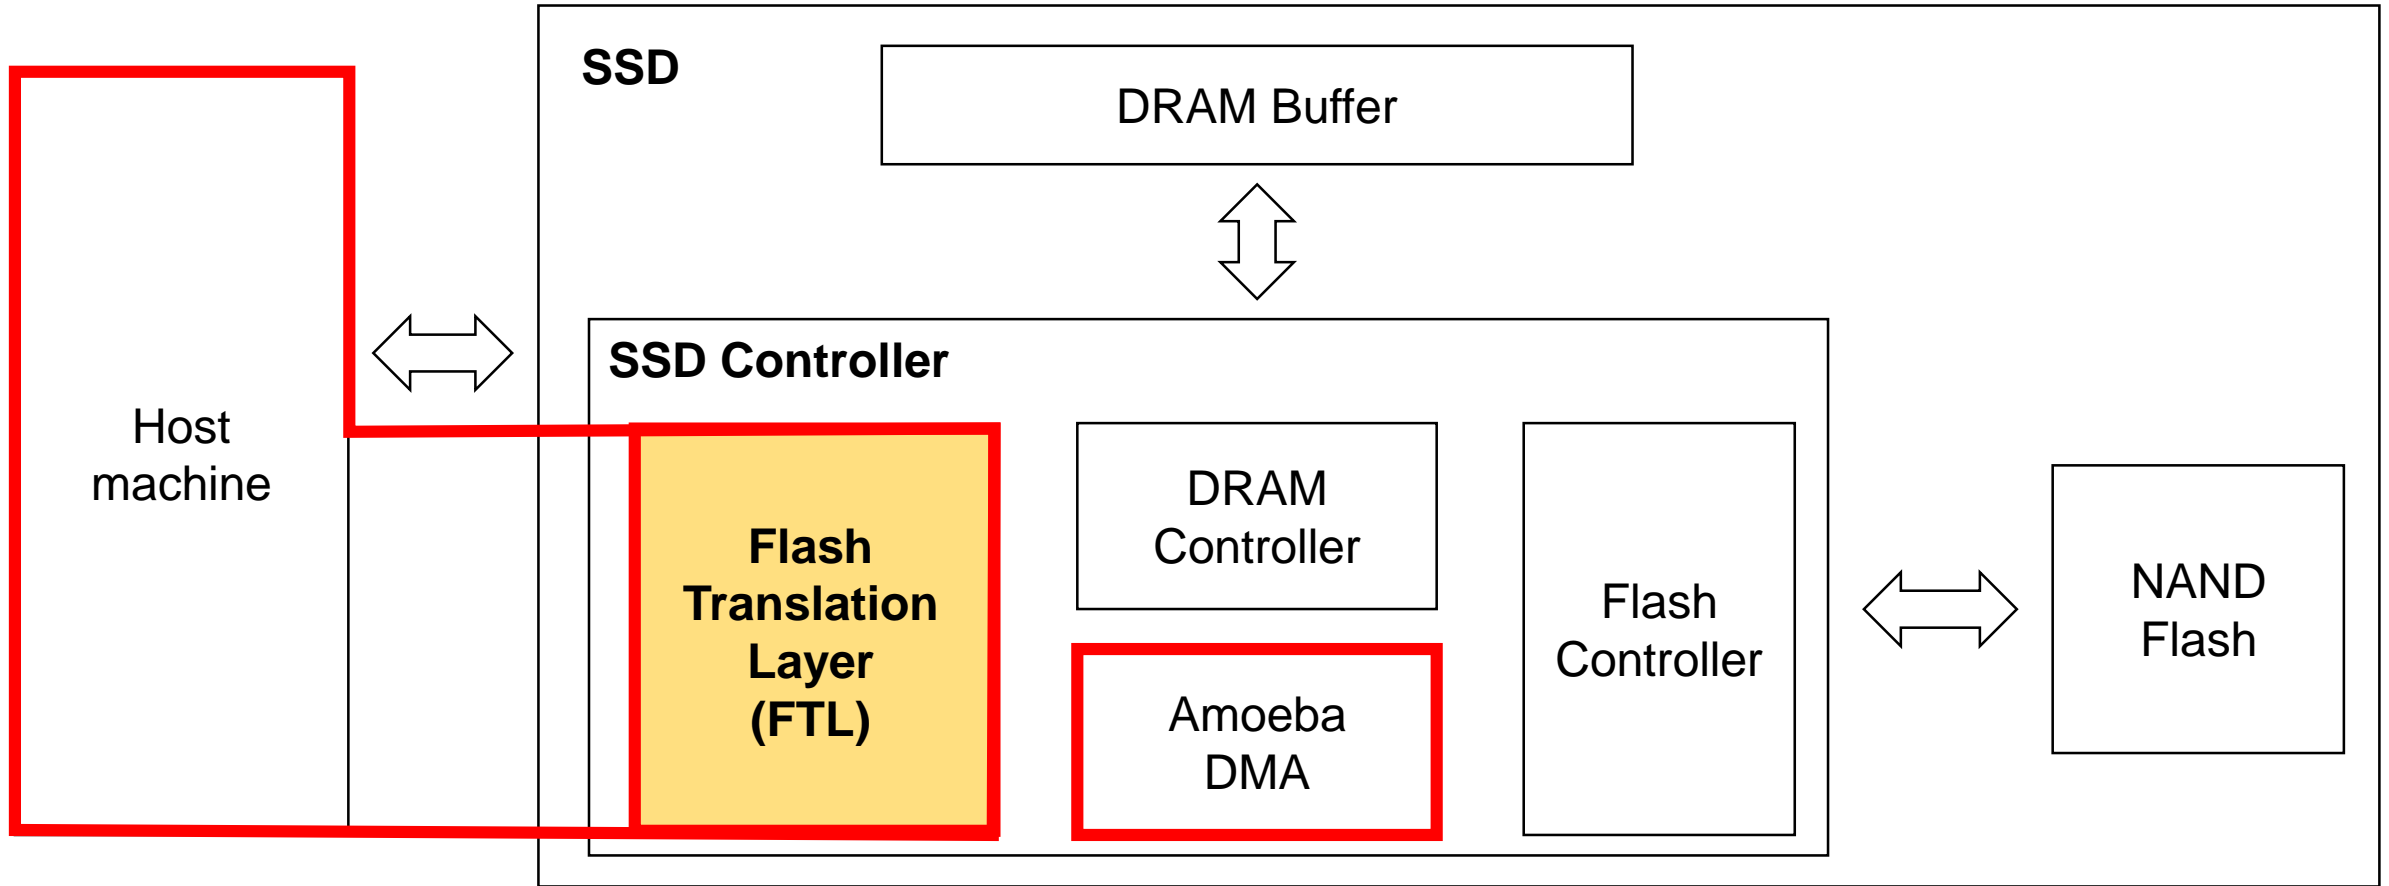 SSD
DRAM Buffer
SSD Controller
Host
machine
Flash
Translation
Layer
(FTL)
DRAM
Controller
Amoeba
DMA
Flash
Controller
NAND
Flash